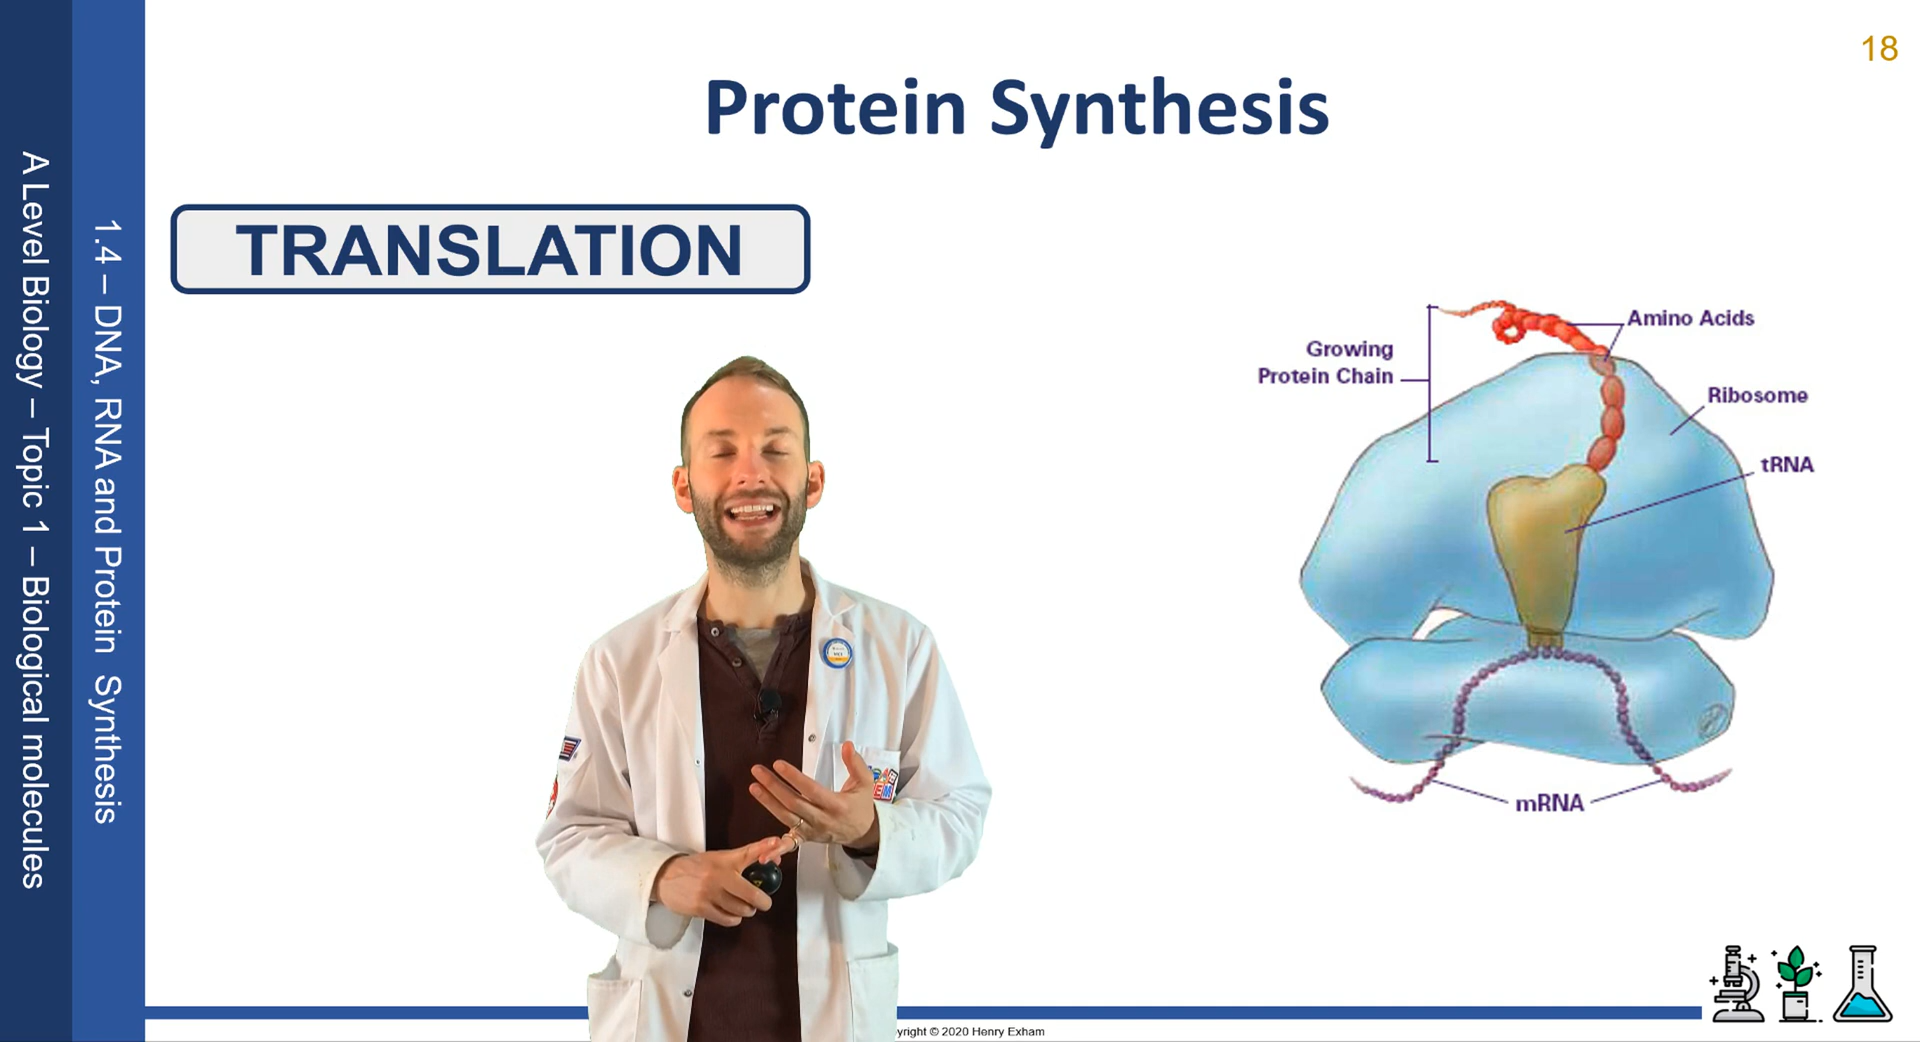 18
Protein Synthesis
A Level Biology – Topic 1 – Biological molecules
1.4 – DNA, RNA and Protein Synthesis
TRANSLATION
Amino Acids
Growing
Protein Chain
Ribosome
tRNA
mRNA
© 2020 Henry Exham